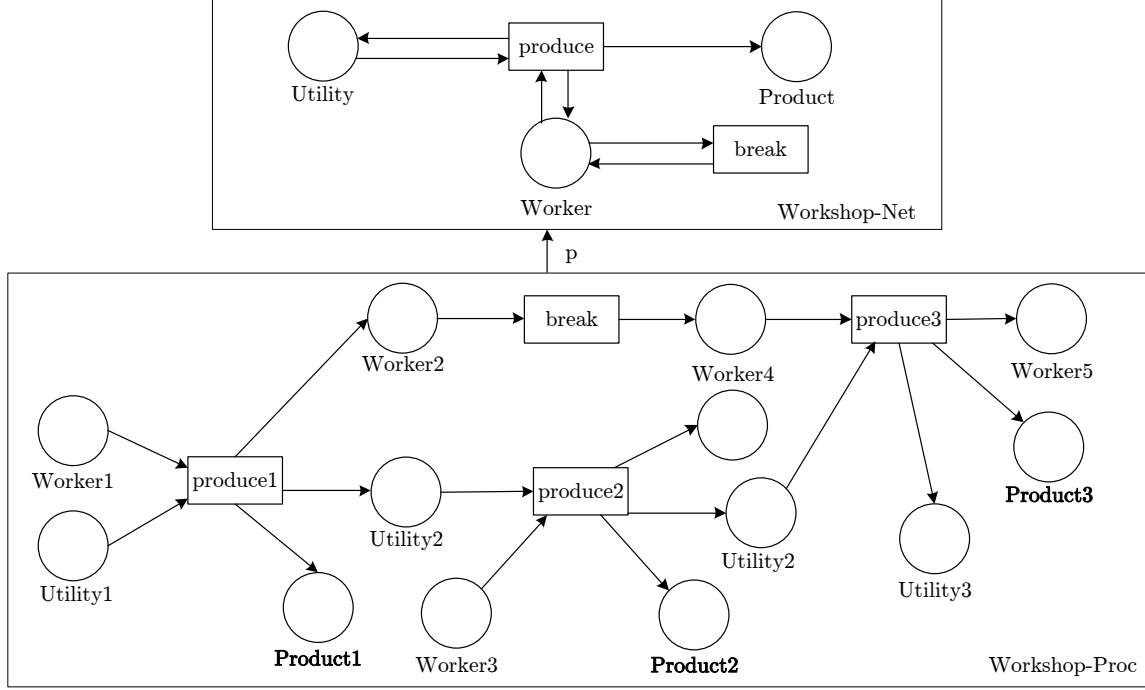 produce
Utility
Product
break
Worker
Workshop-Net
p
break
produce3
Worker2
Worker4
Worker5
Worker1
produce1
produce2
Product3
Utility2
Utility2
Utility1
Utility3
Product1
Worker3
Product2
Workshop-Proc